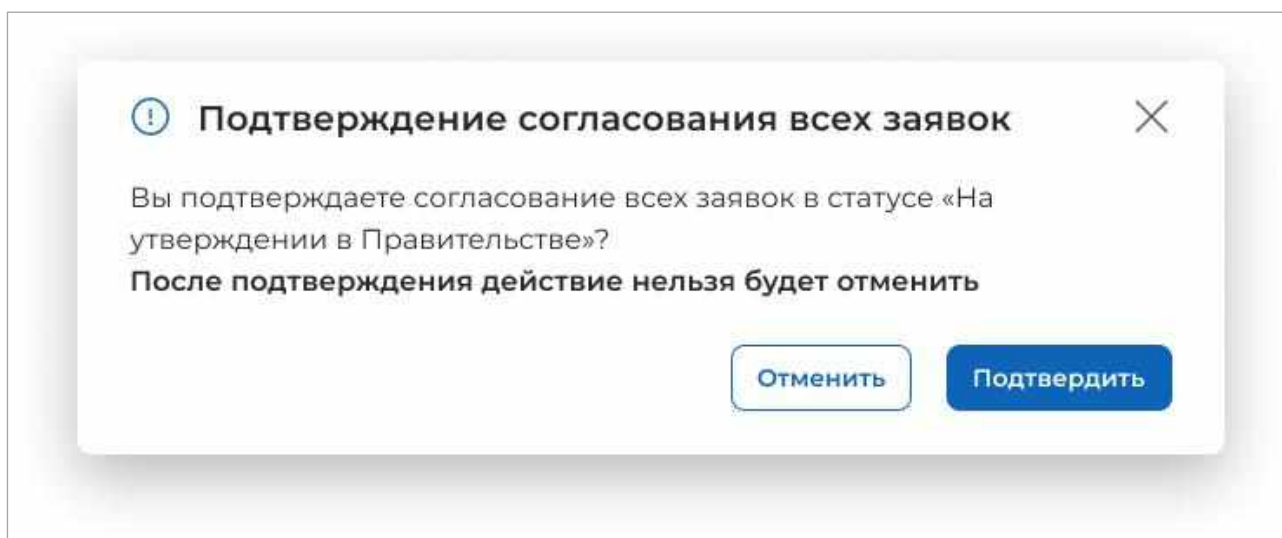 Подтверждение согласования всех заявок
Вы подтверждаете согласование всех заявок в статусе «На
утверждении в Правительстве»?
После подтверждения действие нельзя будет отменить
Отменить
Подтвердить